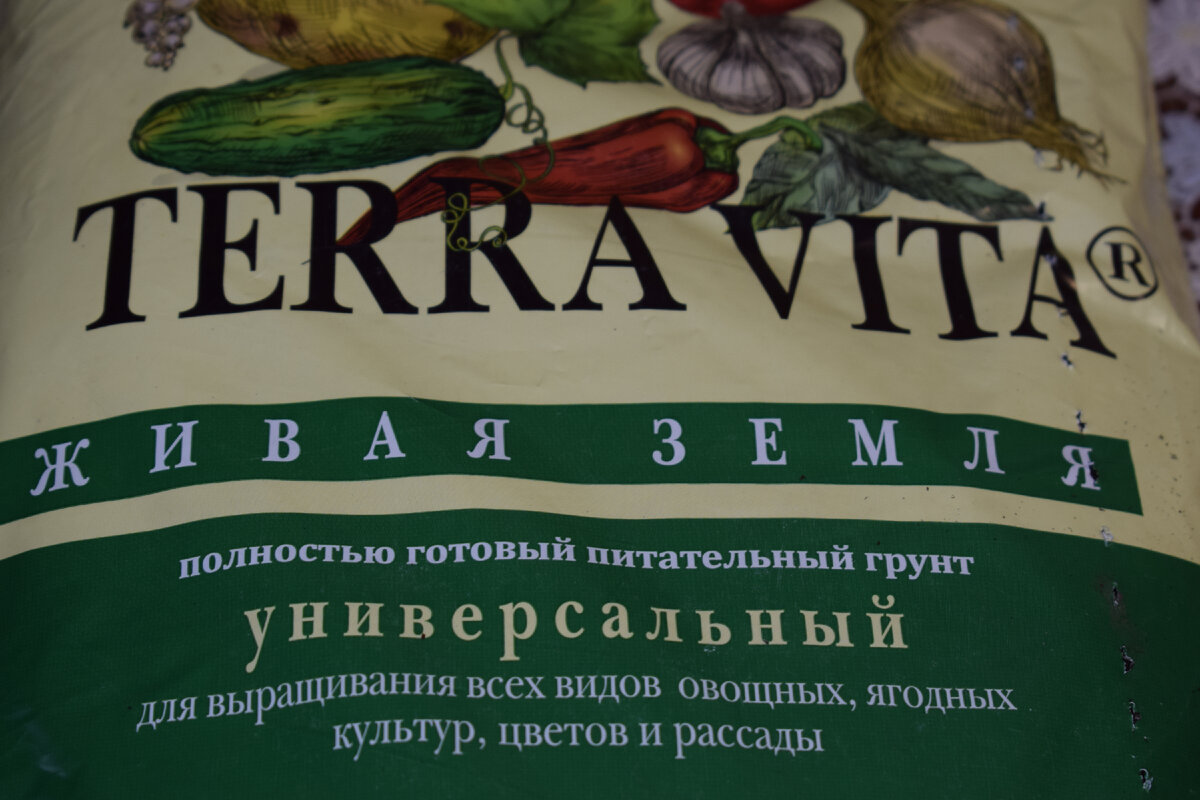 TERRA VITA®
ЖИВАЯ ЗЕМЛЯ
полностью готовый питательный грунт
универсальный
для выращивания всех видов овощных, ягодных
культур, цветов и рассады